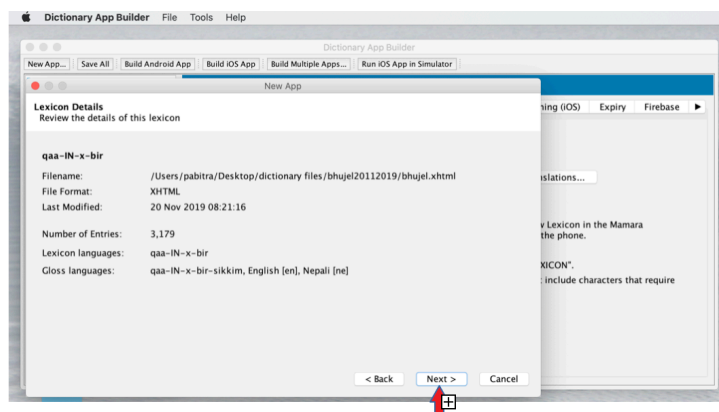 Dictionary App Builder File Tools Help
Dictionary App Builder
New App... Save All Build Android App Build iOS App Build Multiple Apps... Run iOS App in Simulator
New App
Lexicon Details
Review the details of this lexicon
ning (iOS) Expiry Firebase
qaa-IN-x-bir
Filename: /Users/pabitra/Desktop/dictionary files/bhujel20112019/bhujel.xhtml
nslations...
File Format: XHTML
Last Modified: 20 Nov 2019 08:21:16
w Lexicon in the Mamara
Number of Entries: 3,179
the phone.
Lexicon languages: qaa-IN-x-bir
XICON".
Gloss languages: qaa-IN-x-bir-sikkim, English [en], Nepali [ne]
include characters that require
< Back Next > Cancel